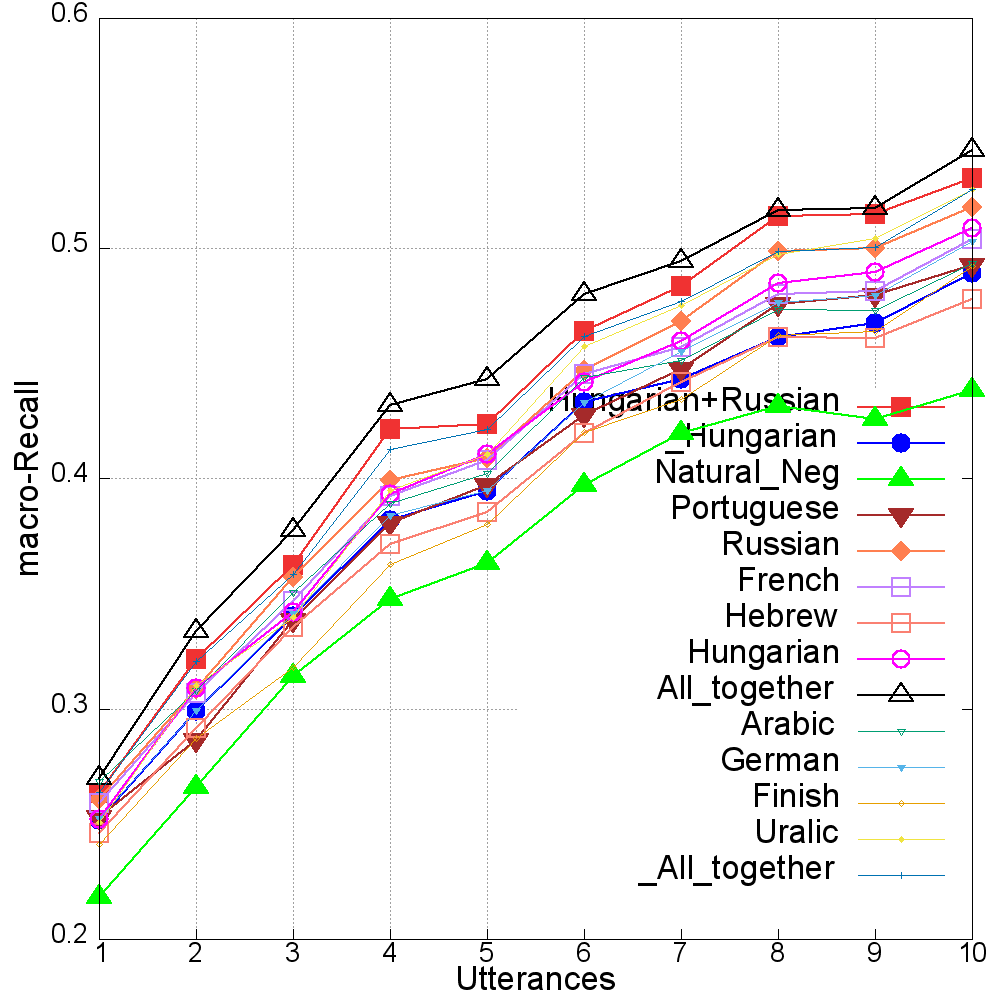 0.6
0.5
0.4
0.3
0.2
macro-Recall
Hungarian+Russian
_Hungarian
Natural_Neg
Portuguese
Russian
French
Hebrew
Hungarian
All_together
Arabic
German
Finish
Uralic
_All_together
1 2 3 4 5 6 7 8 9 10
Utterances